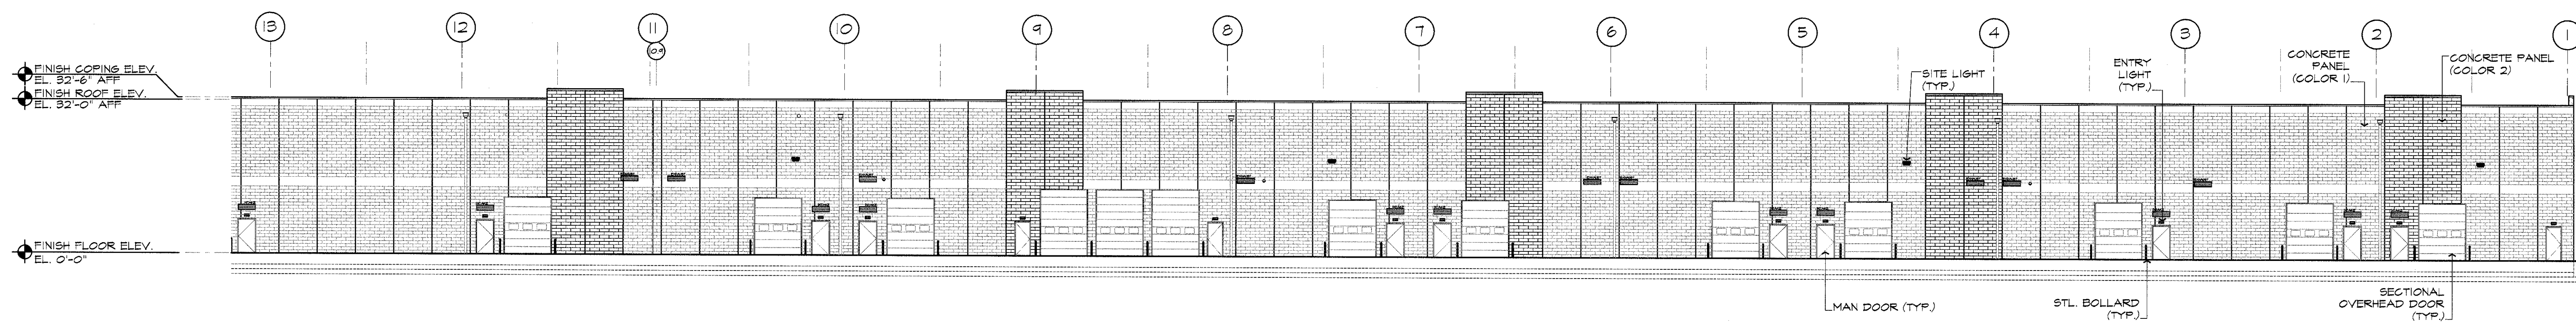 13
12
11
10.9
10
9
8
7
6
5
4
3
2
1
FINISH COPING ELEV.
EL. 32'-6" AFF
FINISH ROOF ELEV.
EL. 32'-0" AFF
SITE LIGHT
(TYP.)
ENTRY
LIGHT
(TYP.)
CONCRETE
PANEL
(COLOR 1)
CONCRETE PANEL
(COLOR 2)
FINISH FLOOR ELEV.
EL. 0'-0"
MAN DOOR (TYP.)
STL. BOLLARD
(TYP.)
SECTIONAL
OVERHEAD DOOR
(TYP.)